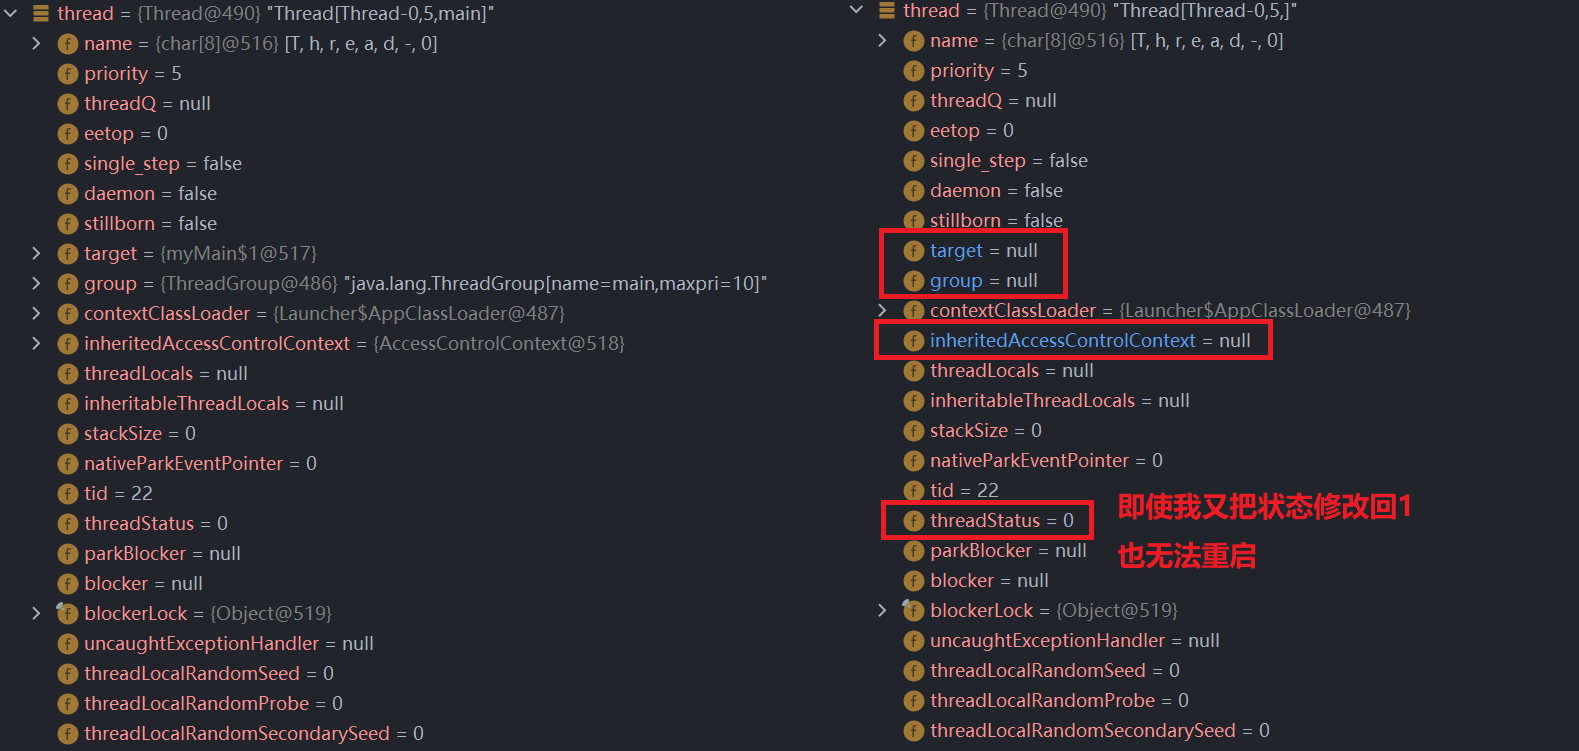 thread = {Thread@490} "Thread[Thread-0,5,main]"
name = {char[8]@516} [T, h, r, e, a, d, -, 0]
priority = 5
threadQ = null
eetop = 0
single_step = false
daemon = false
stillborn = false
target = {myMain$1@517}
group = {ThreadGroup@486} "java.lang.ThreadGroup[name=main,maxpri=10]"
contextClassLoader = {Launcher$AppClassLoader@487}
inheritedAccessControlContext = {AccessControlContext@518}
threadLocals = null
inheritableThreadLocals = null
stackSize = 0
nativeParkEventPointer = 0
tid = 22
threadStatus = 0
parkBlocker = null
blocker = null
blockerLock = {Object@519}
uncaughtExceptionHandler = null
threadLocalRandomSeed = 0
threadLocalRandomProbe = 0
threadLocalRandomSecondarySeed = 0
thread = {Thread@490} "Thread[Thread-0,5,]"
name = {char[8]@516} [T, h, r, e, a, d, -, 0]
priority = 5
threadQ = null
eetop = 0
single_step = false
daemon = false
stillborn = false
target = null
group = null
contextClassLoader = {Launcher$AppClassLoader@487}
inheritedAccessControlContext = null
threadLocals = null
inheritableThreadLocals = null
stackSize = 0
nativeParkEventPointer = 0
tid = 22
threadStatus = 0
即使我又把状态修改回1
也无法重启
parkBlocker = null
blocker = null
blockerLock = {Object@519}
uncaughtExceptionHandler = null
threadLocalRandomSeed = 0
threadLocalRandomProbe = 0
threadLocalRandomSecondarySeed = 0